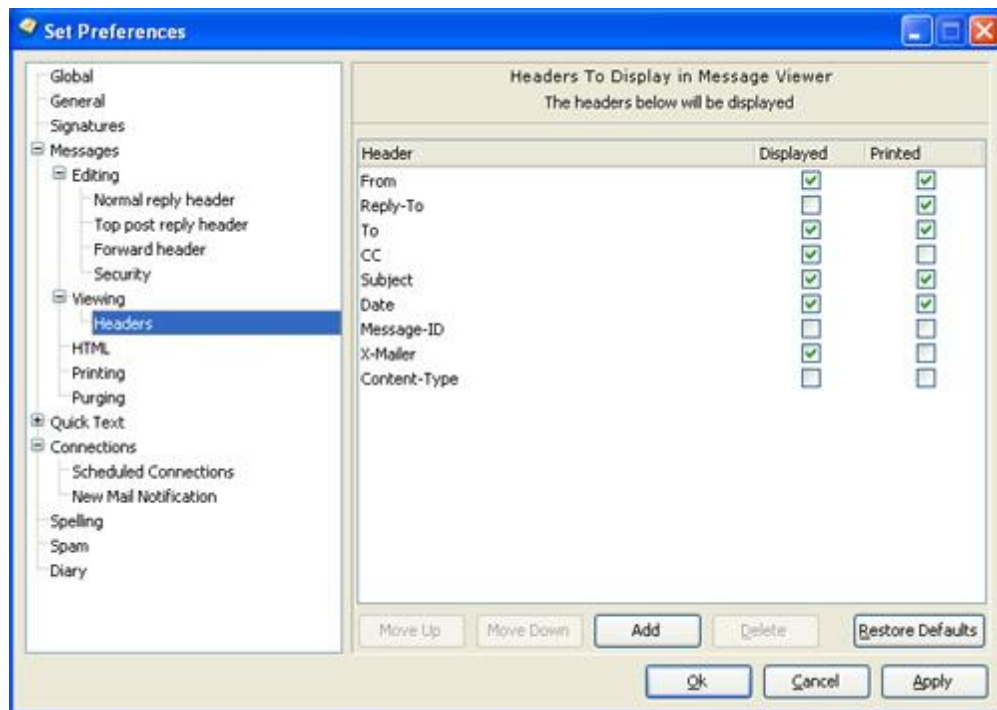 Set Preferences
Global
General
Signatures
Messages
Editing
Normal reply header
Top post reply header
Forward header
Security
Viewing
Headers
HTML
Printing
Purging
Quick Text
Connections
Scheduled Connections
New Mail Notification
Spelling
Spam
Diary
Headers To Display in Message Viewer
The headers below will be displayed
Header Displayed Printed
From
Reply-To
To
CC
Subject
Date
Message-ID
X-Mailer
Content-Type
Move Up Move Down Add Delete Restore Defaults
Ok Cancel Apply